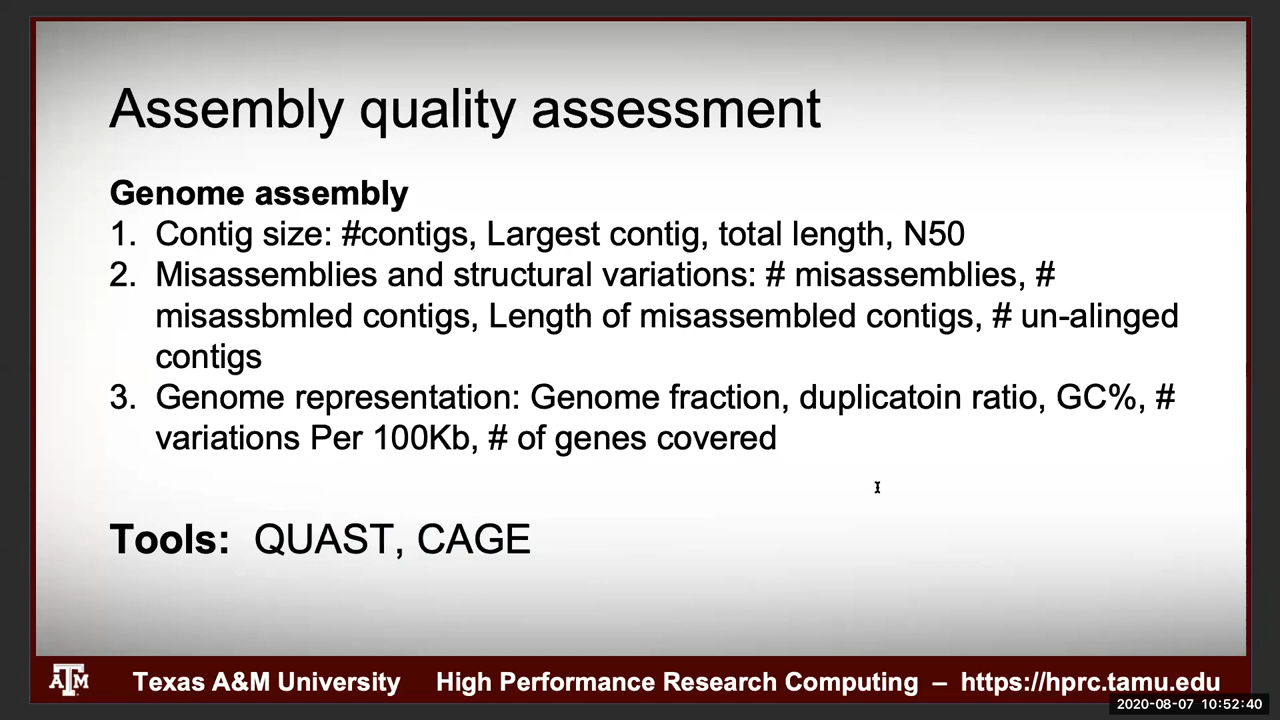 Assembly quality assessment
Genome assembly
1. Contig size: #contigs, Largest contig, total length, N50
2. Misassemblies and structural variations: # misassemblies, #
misassbmled contigs, Length of misassembled contigs, # un-alinged
contigs
3. Genome representation: Genome fraction, duplicatoin ratio, GC%, #
variations Per 100Kb, # of genes covered
Tools: QUAST, CAGE
ATM Texas A&M University High Performance Research Computing – https://hprc.tamu.edu
2020-08-07 10:52:40